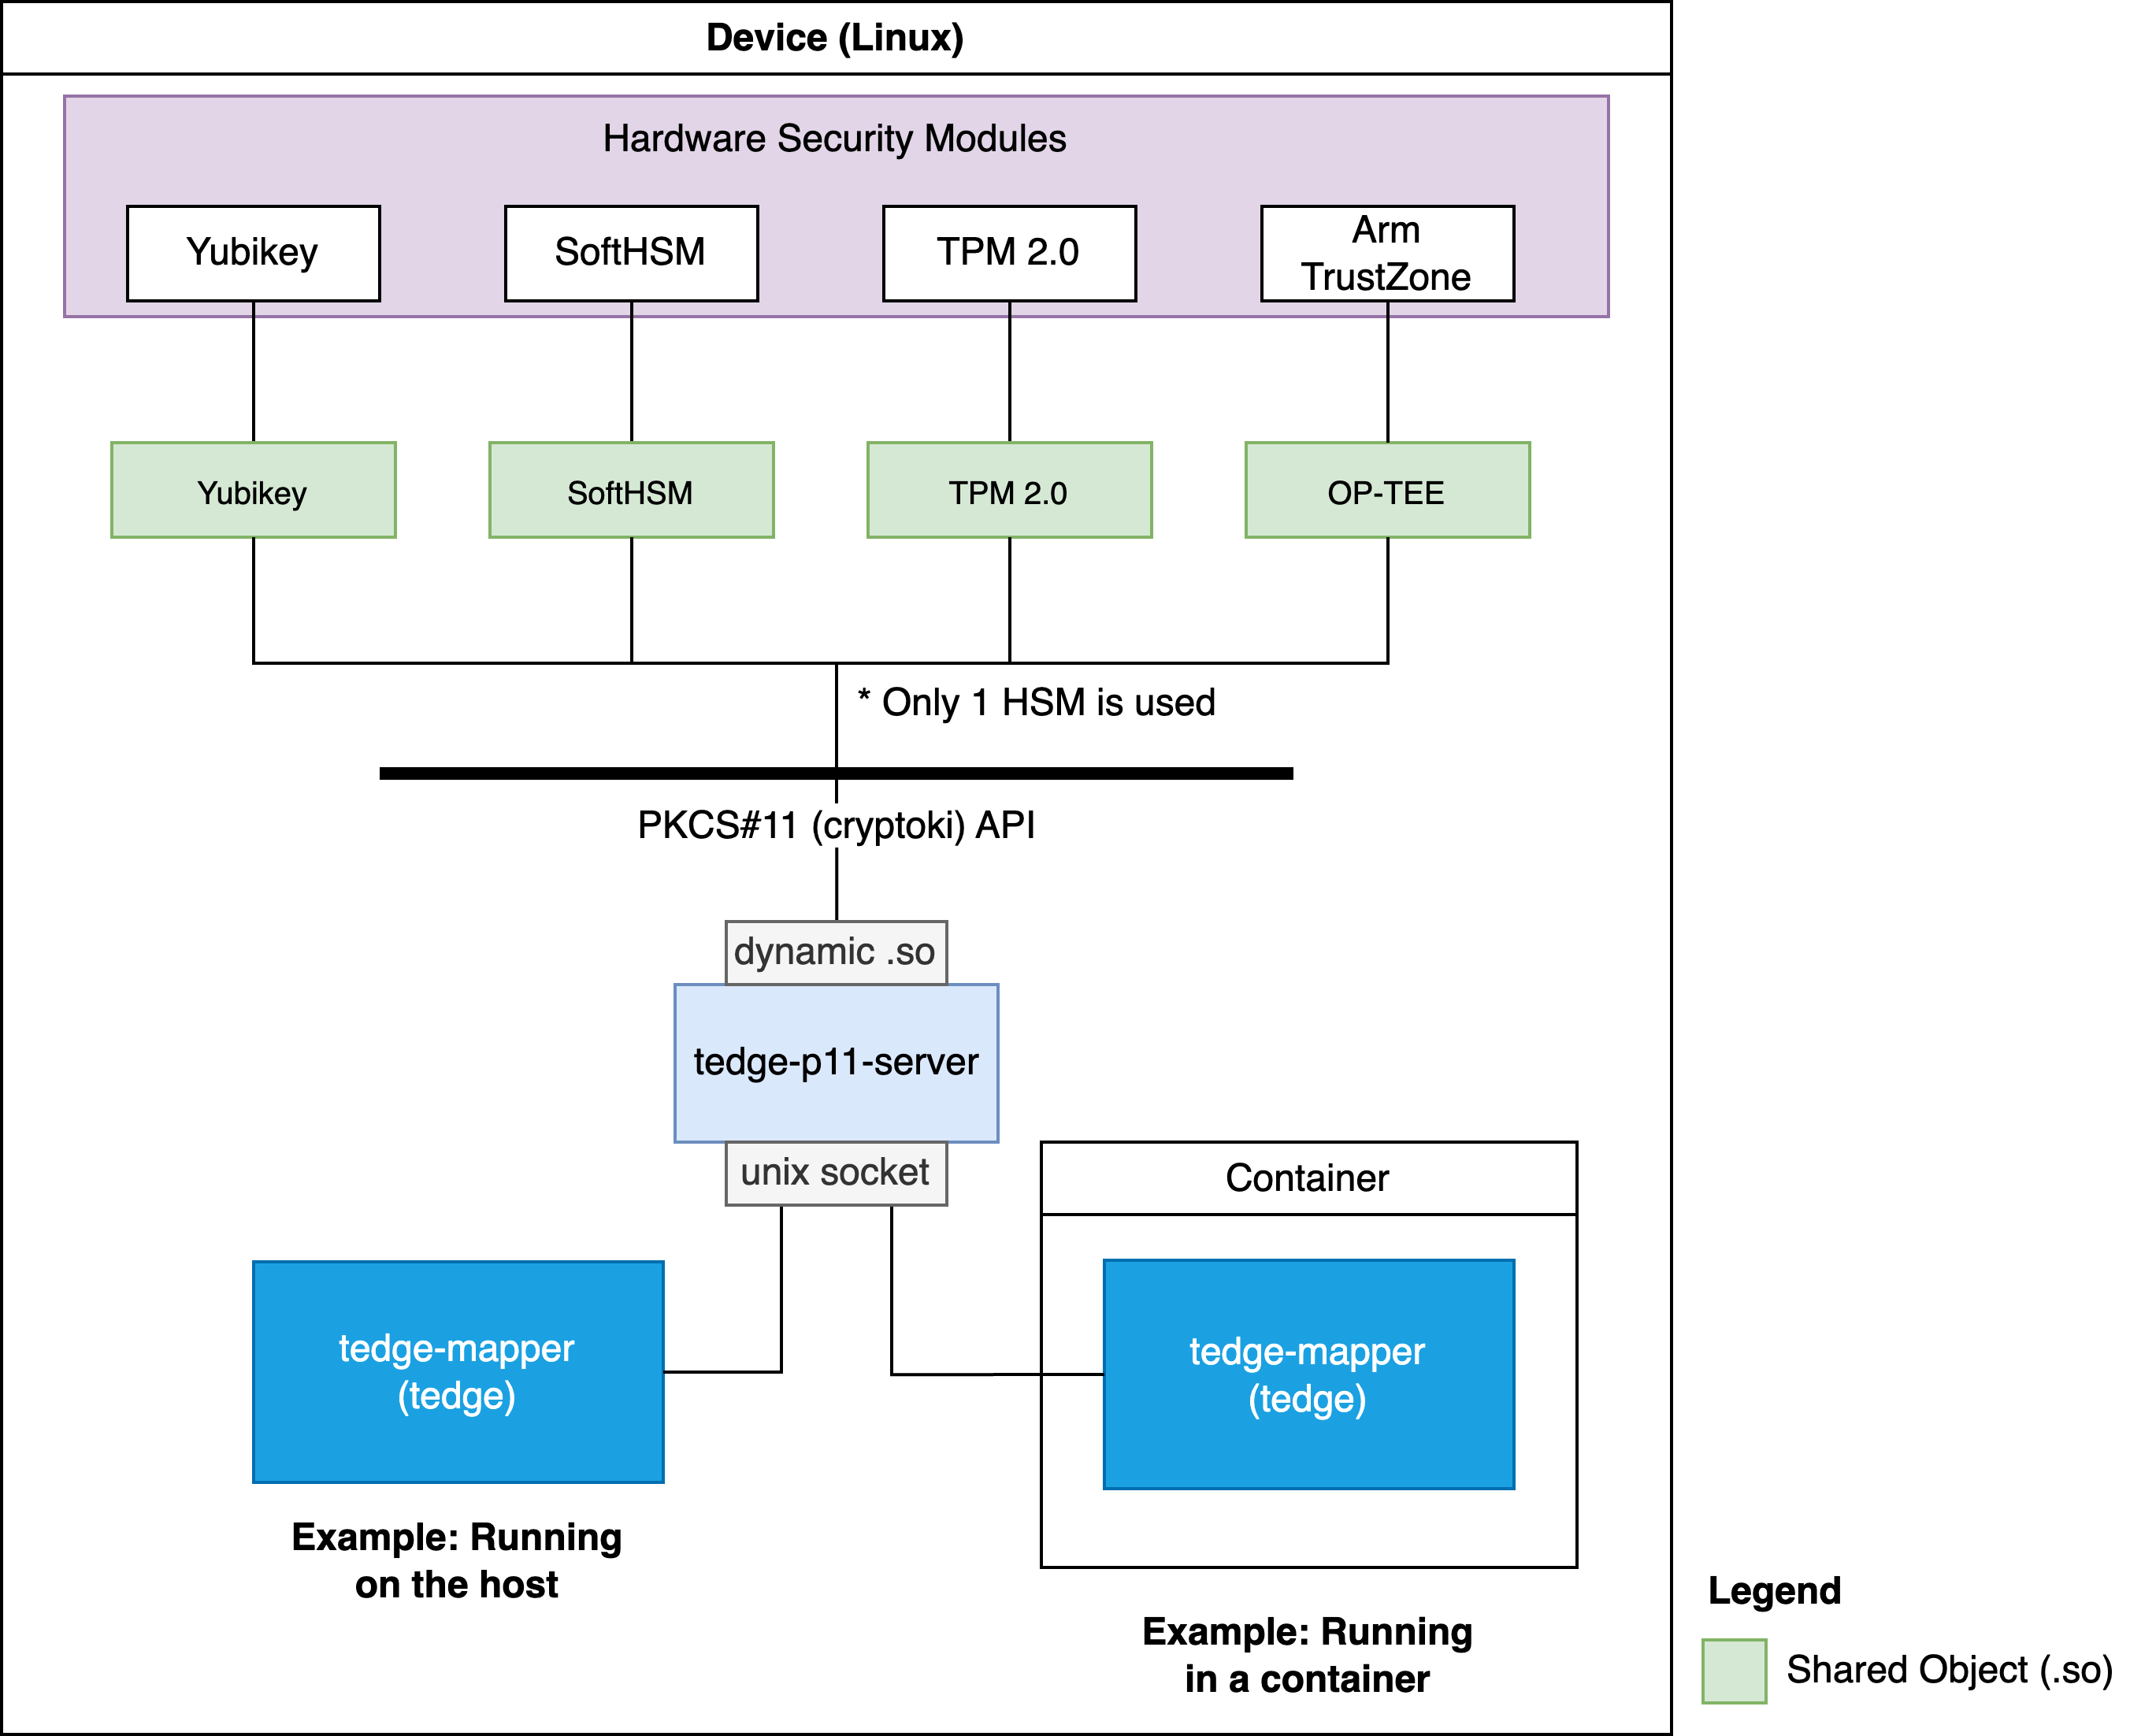 Device (Linux)
Hardware Security Modules
Yubikey
SoftHSM
TPM 2.0
Arm
TrustZone
Yubikey
SoftHSM
TPM 2.0
OP-TEE
* Only 1 HSM is used
PKCS#11 (cryptoki) API
dynamic .so
tedge-p11-server
unix socket
Container
tedge-mapper
(tedge)
tedge-mapper
(tedge)
Example: Running
on the host
Example: Running
in a container
Legend
Shared Object (.so)